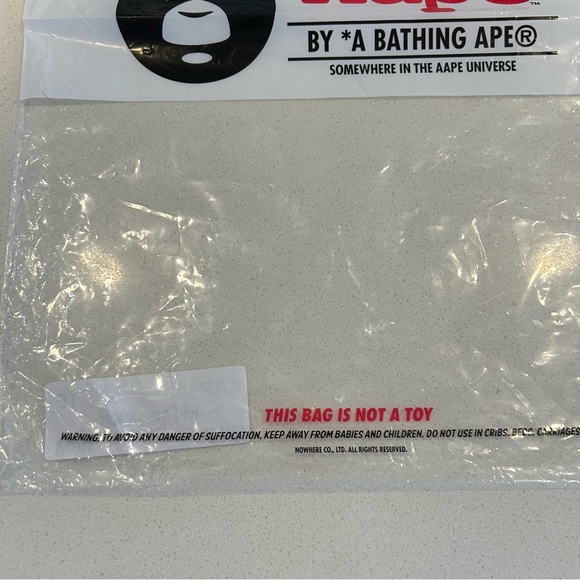 BY *A BATHING APE®
SOMEWHERE IN THE AAPE UNIVERSE
THIS BAG IS NOT A TOY
WARNING. TO AVOID ANY DANGER OF SUFFOCATION, KEEP AWAY FROM BABIES AND CHILDREN. DO NOT USE IN CRIBS. BEDS. CARRIAGES
NOWHERE CO., LTD. ALL RIGHTS RESERVED.